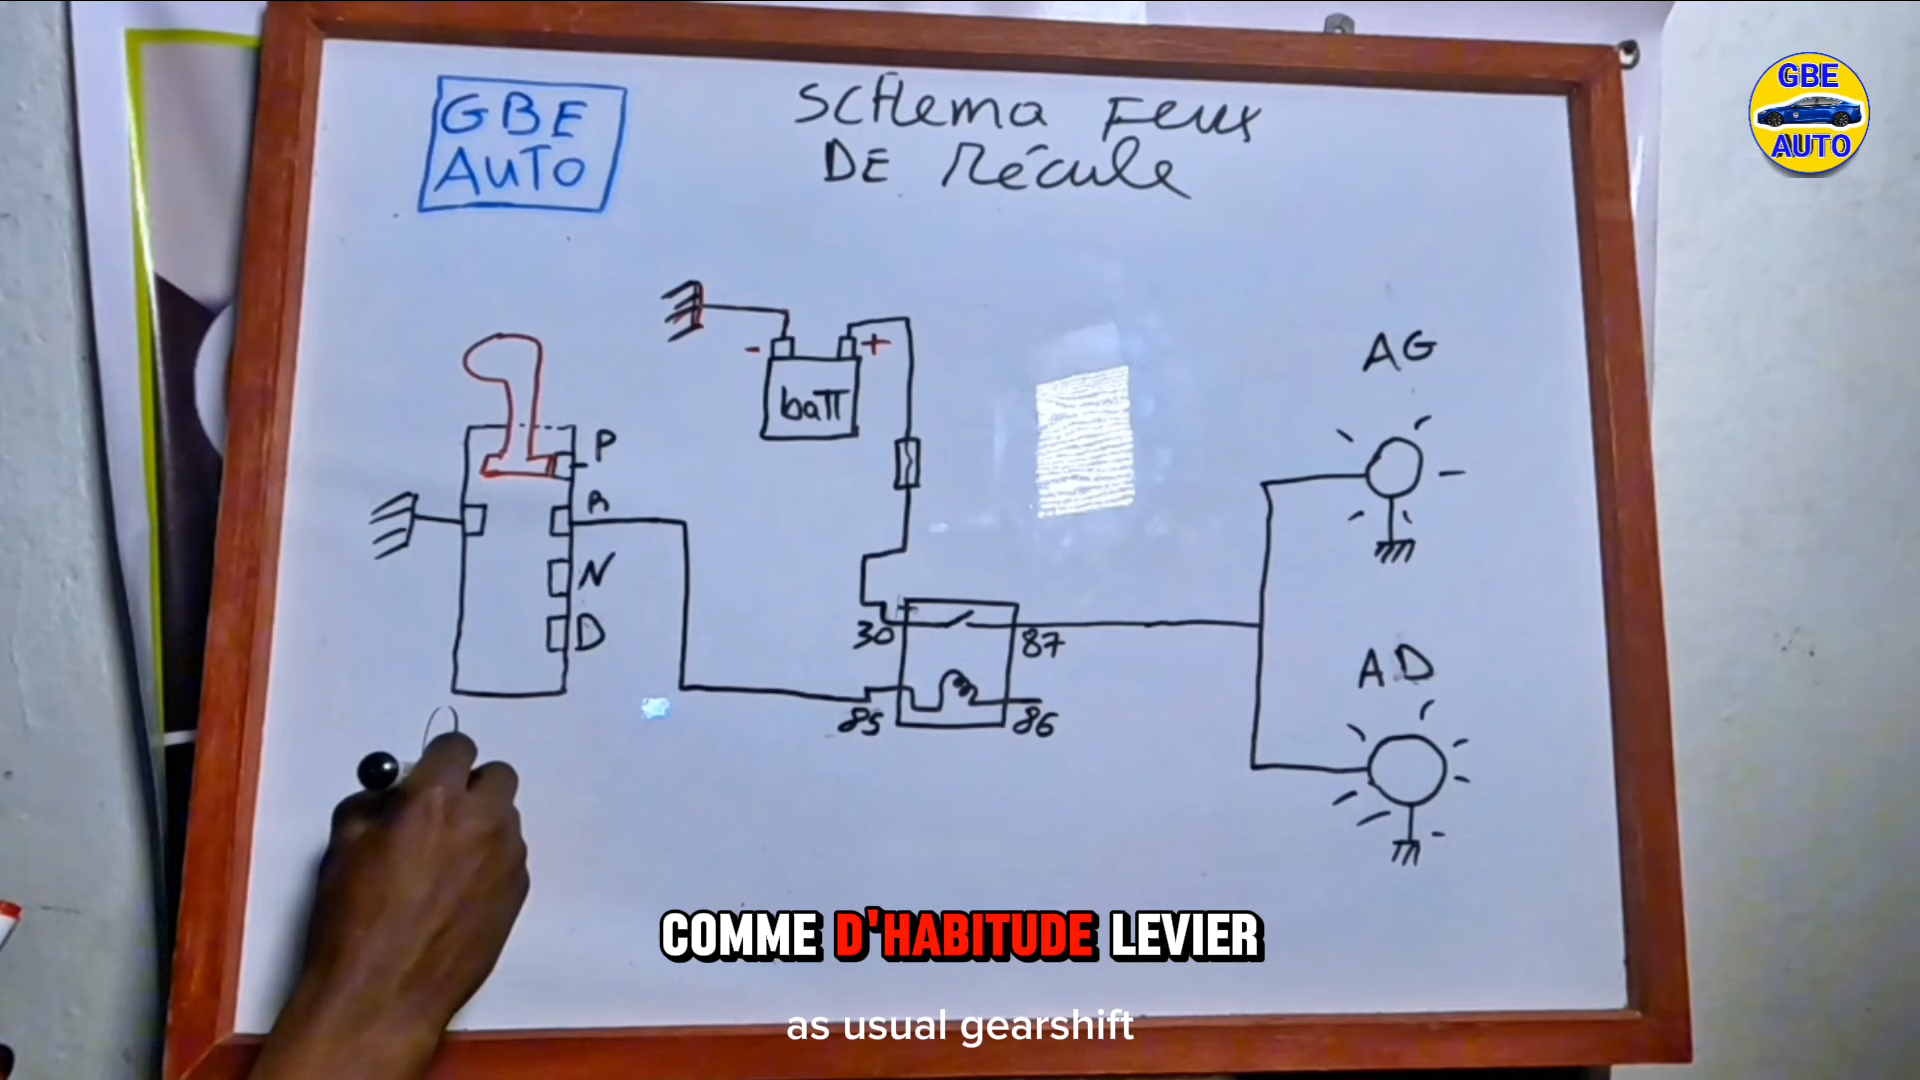 GBE
AUTO
SCHema Feux
DE Récule
GBE
AUTO
- +
batt
P
R
N
D
30
87
85
86
AG
AD
COMME D'HABITUDE LEVIER
as usual gearshift